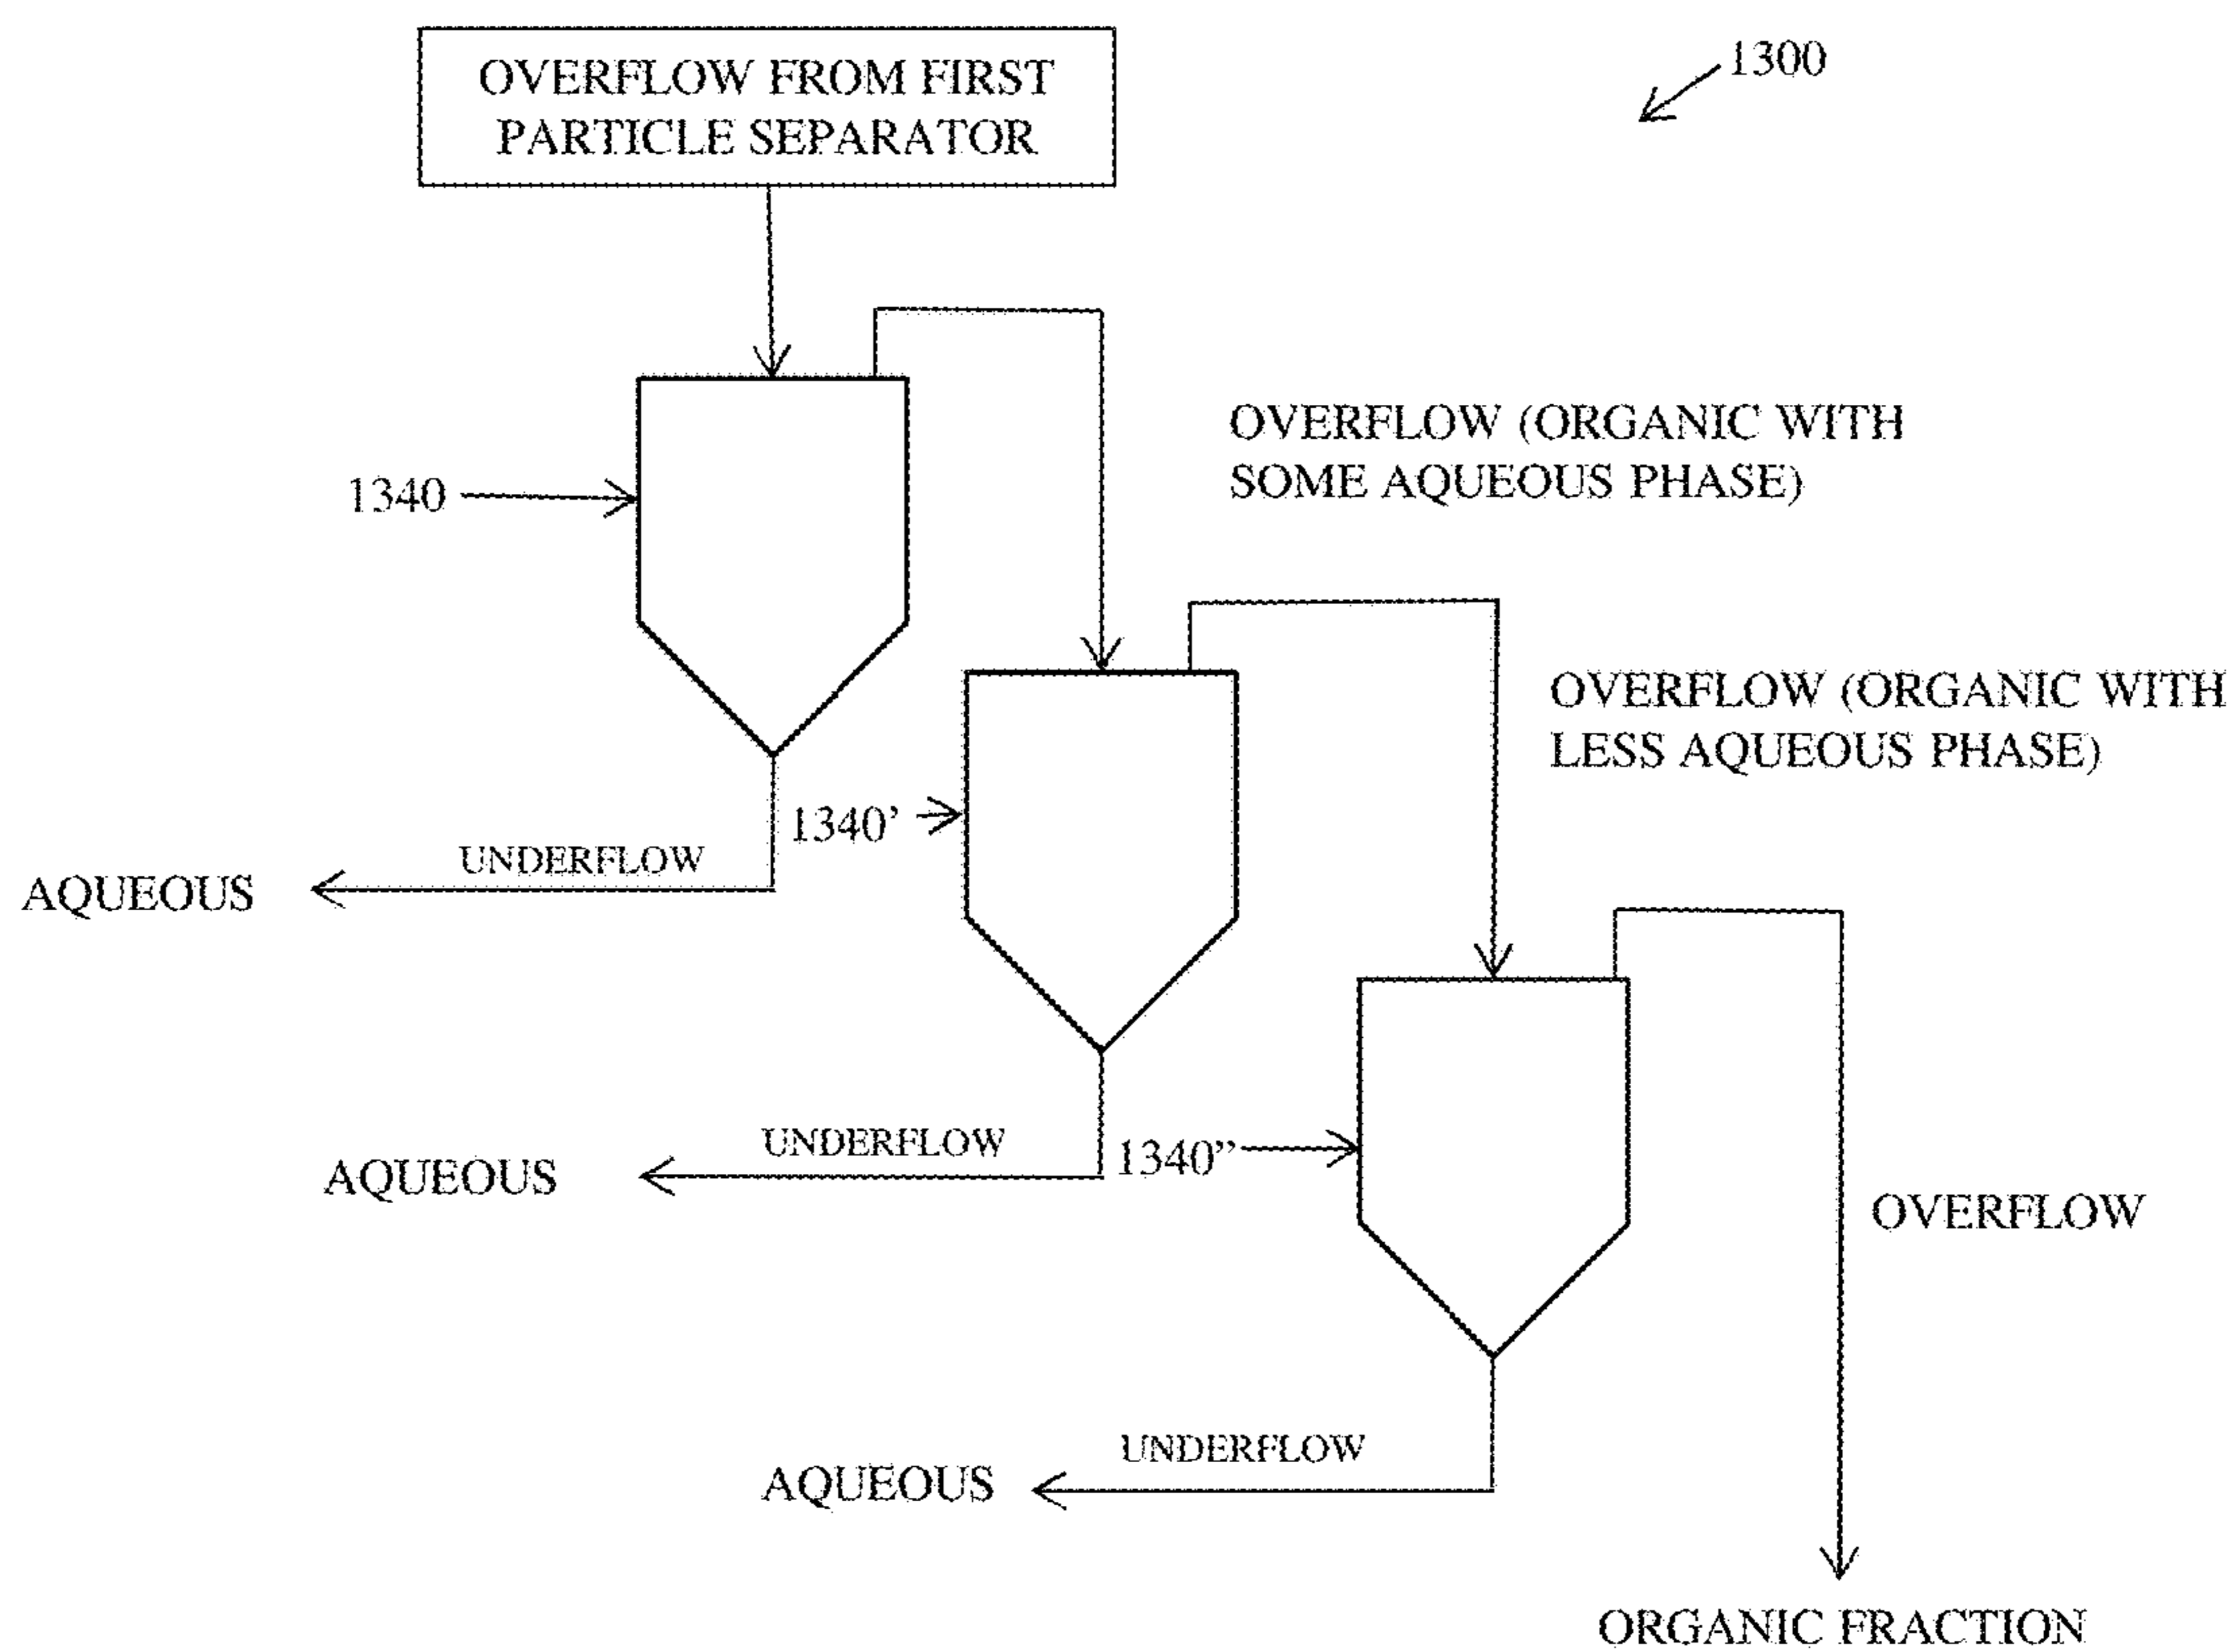 OVERFLOW FROM FIRST
PARTICLE SEPARATOR
1300
OVERFLOW (ORGANIC WITH
SOME AQUEOUS PHASE)
1340
OVERFLOW (ORGANIC WITH
LESS AQUEOUS PHASE)
1340’
UNDERFLOW
AQUEOUS
UNDERFLOW
1340”
AQUEOUS
OVERFLOW
UNDERFLOW
AQUEOUS
ORGANIC FRACTION